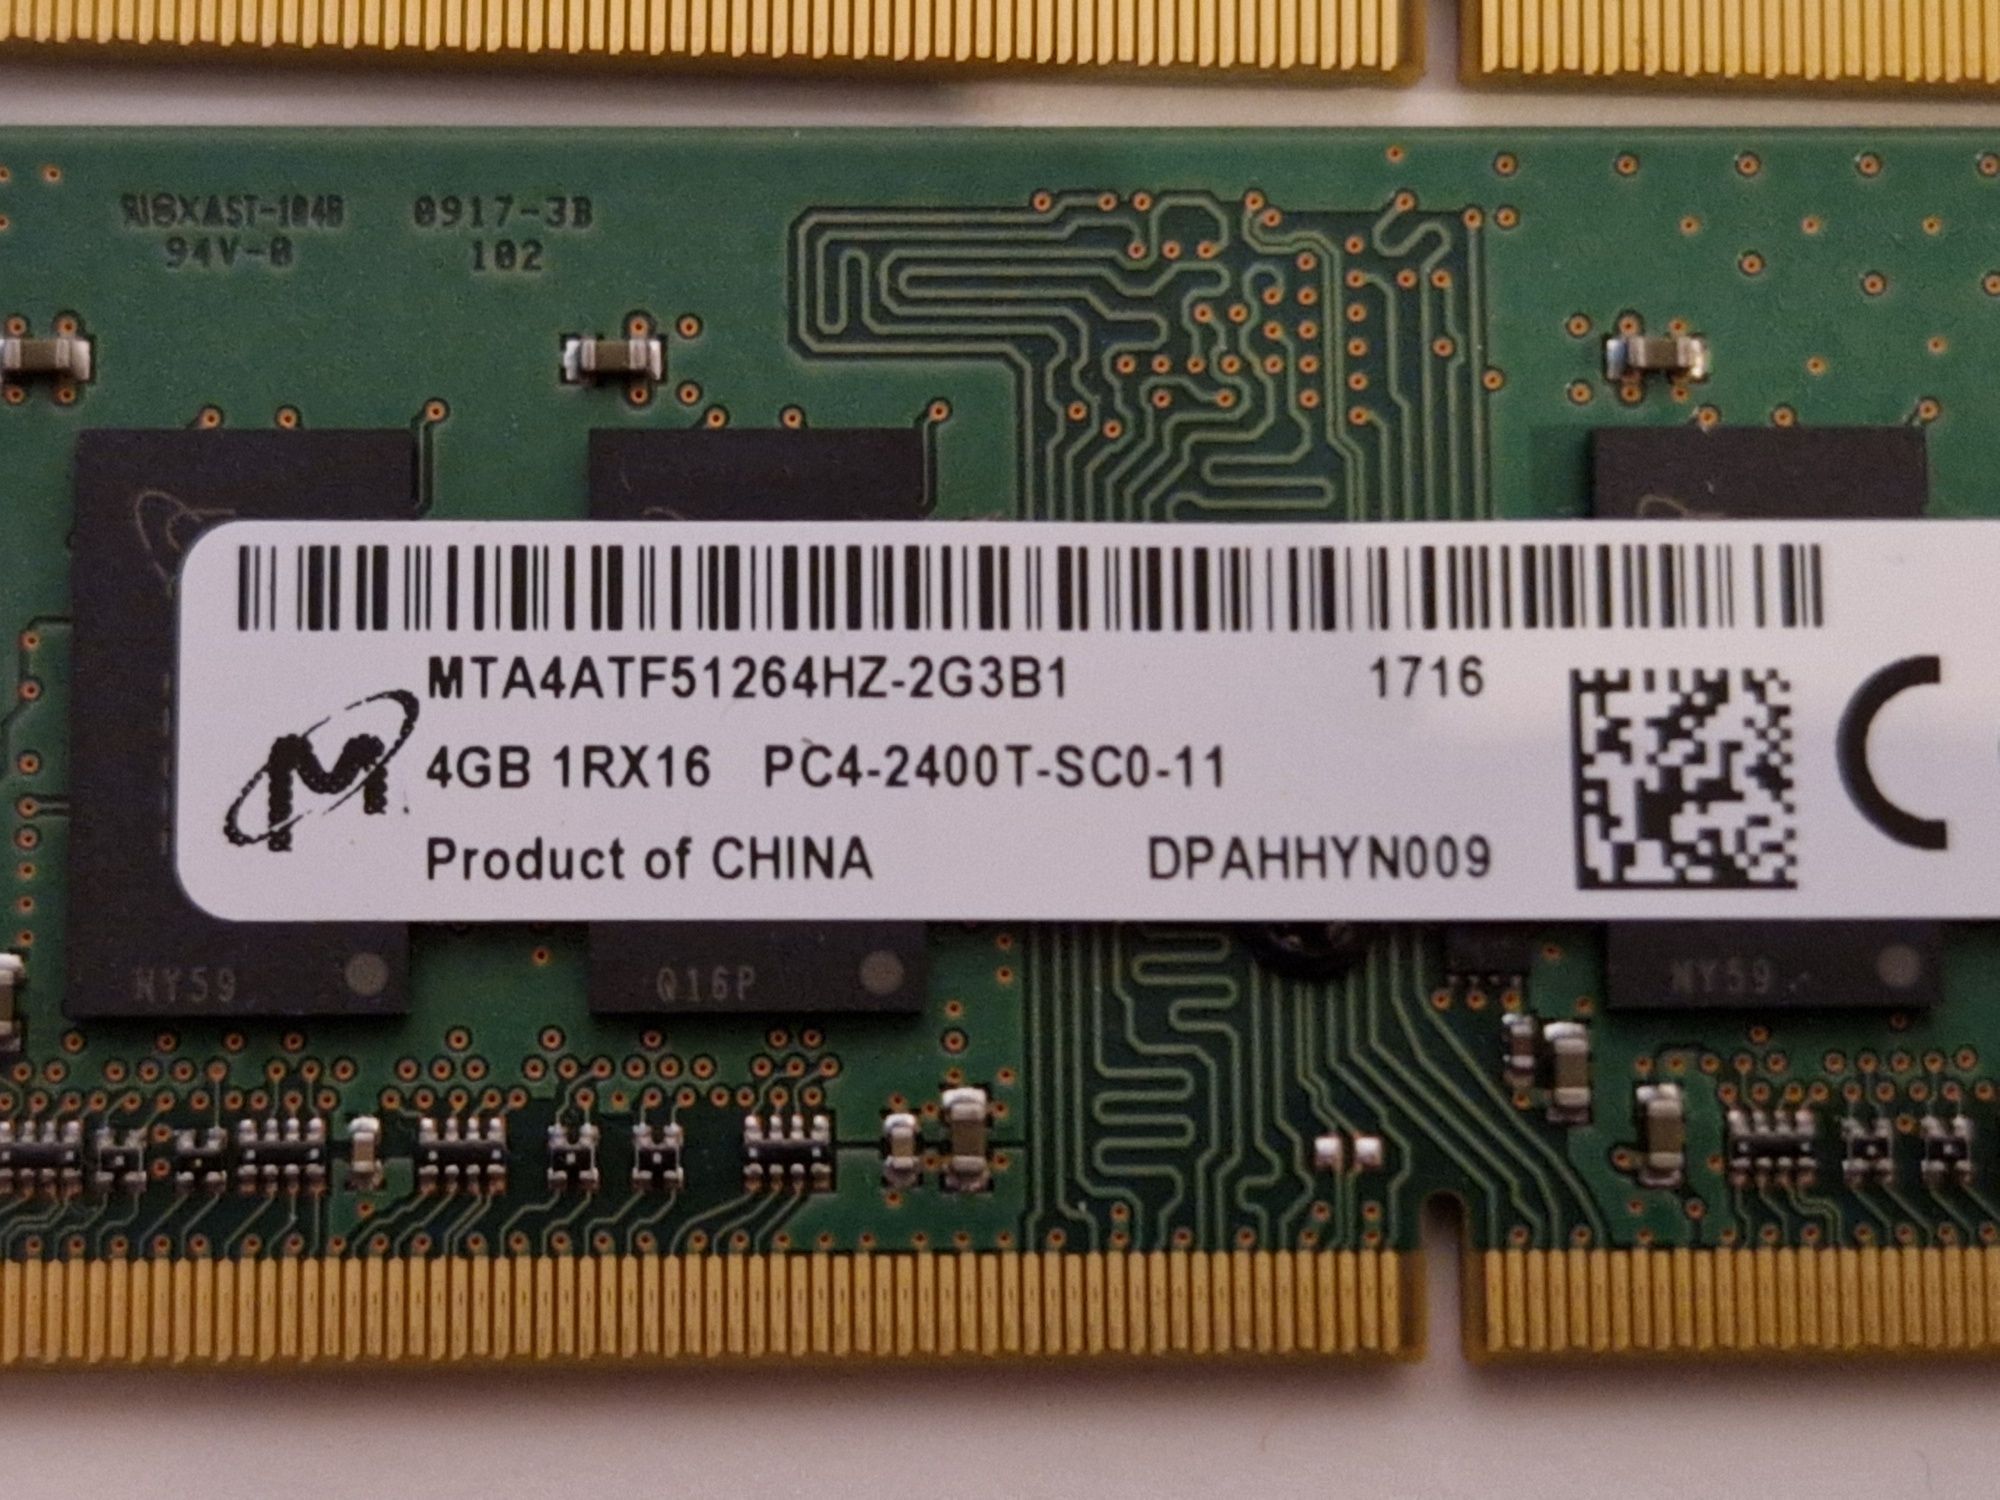 0917-3B
94V-0 102
MTA4ATF51264HZ-2G3B1 1716
4GB 1RX16 PC4-2400T-SC0-11
Product of CHINA DPAHHYN009
NY59 Q16P NY59